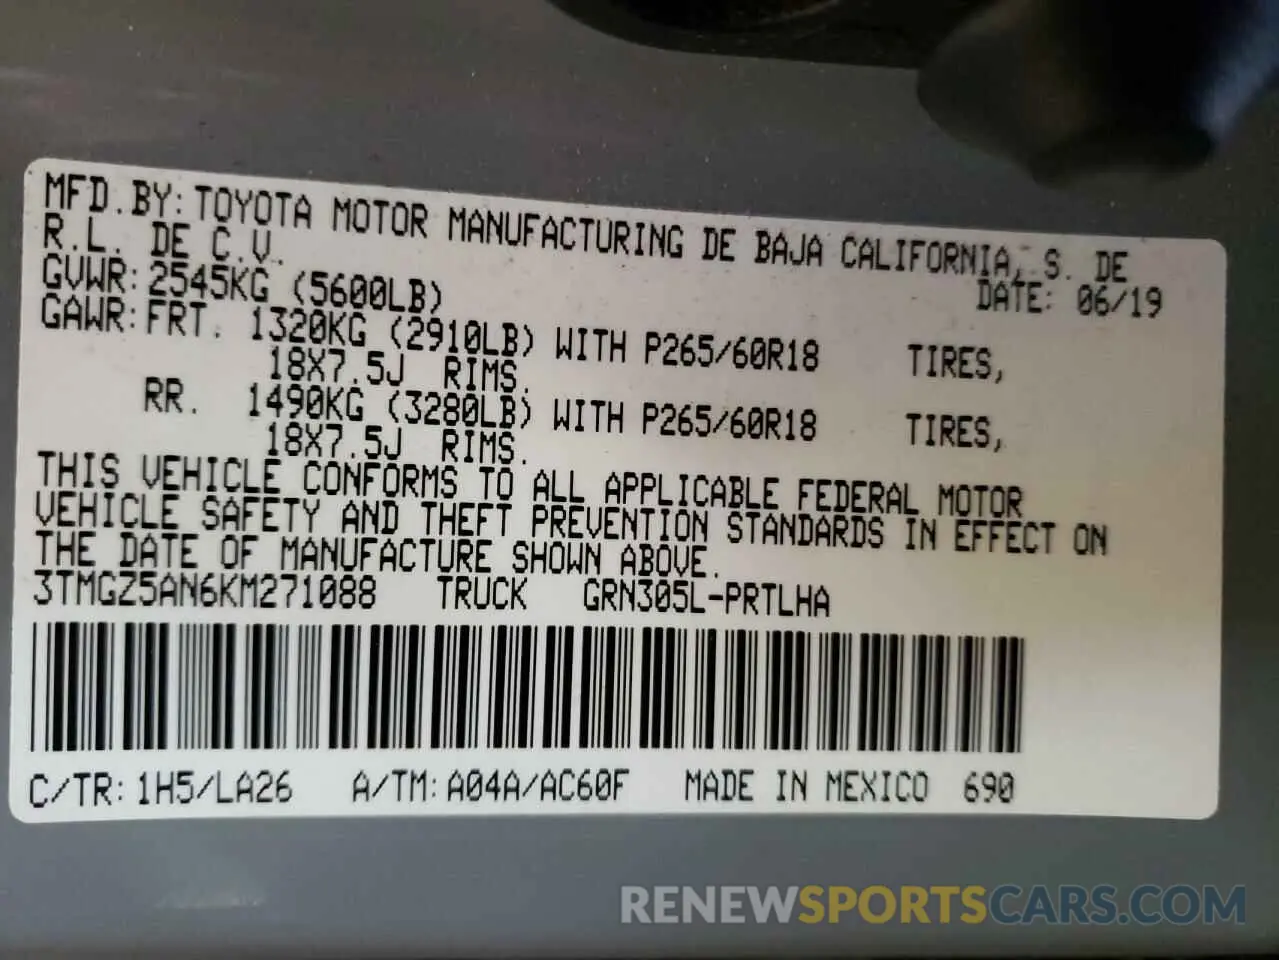 MFD.BY: TOYOTA MOTOR MANUFACTURING DE BAJA CALIFORNIA, S. DE
R.L. DE C.V.
DATE: 06/19
GVWR: 2545KG (5600LB)
GAWR: FRT. 1320KG (2910LB) WITH P265/60R18 TIRES,
18X7.5J RIMS.
RR. 1490KG (3280LB) WITH P265/60R18 TIRES,
18X7.5J RIMS.
THIS VEHICLE CONFORMS TO ALL APPLICABLE FEDERAL MOTOR
VEHICLE SAFETY AND THEFT PREVENTION STANDARDS IN EFFECT ON
THE DATE OF MANUFACTURE SHOWN ABOVE.
3TMGZ5AN6KM271088 TRUCK GRN305L-PRTLHA
C/TR: 1H5/LA26 A/TM: A04A/AC60F MADE IN MEXICO 690
RENEWSPORTSCARS.COM